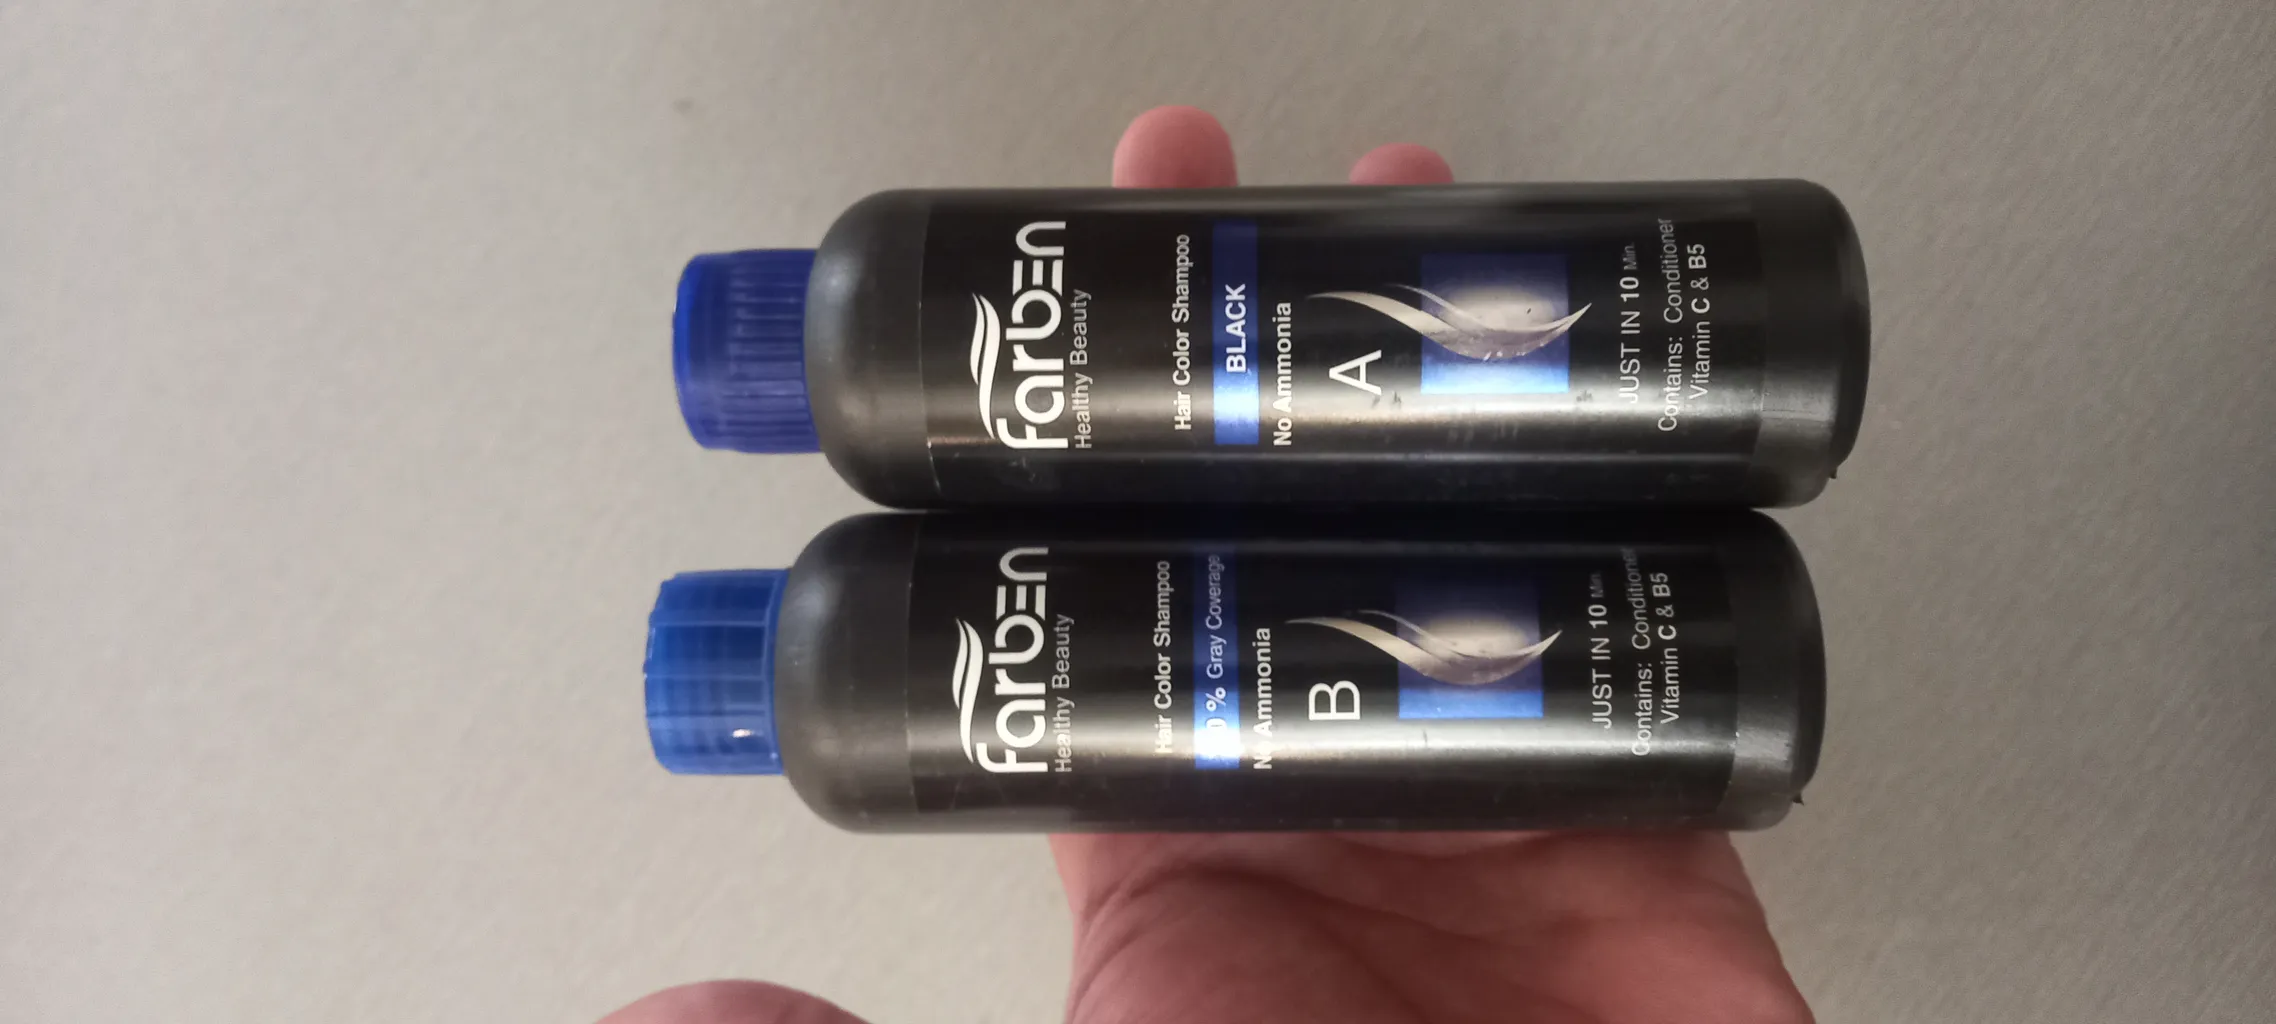 farben
Healthy Beauty
Hair Color Shampoo
BLACK
No Ammonia
A
JUST IN 10 Min.
Contains: Conditioner
Vitamin C & B5
farben
Healthy Beauty
Hair Color Shampoo
% Gray Coverage
No Ammonia
B
JUST IN 10 Min.
Contains: Conditioner
Vitamin C & B5